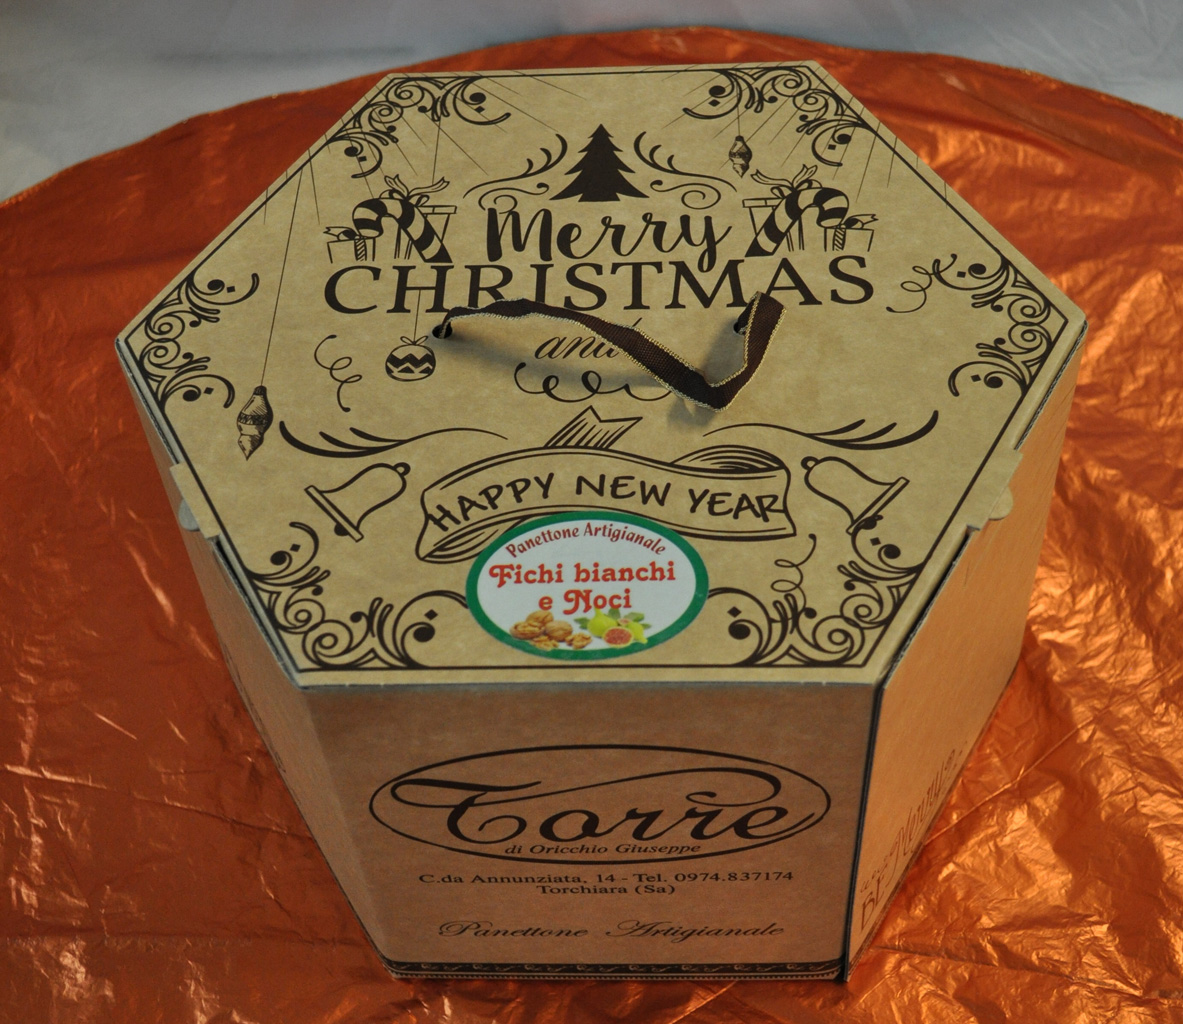 Merry
CHRISTMAS
and
HAPPY NEW YEAR
Panettone Artigianale
Fichi bianchi
e Noci
Torre
di Oricchio Giuseppe
C.da Annunziata, 14 - Tel. 0974.837174
Torchiara (Sa)
Panettone Artigianale